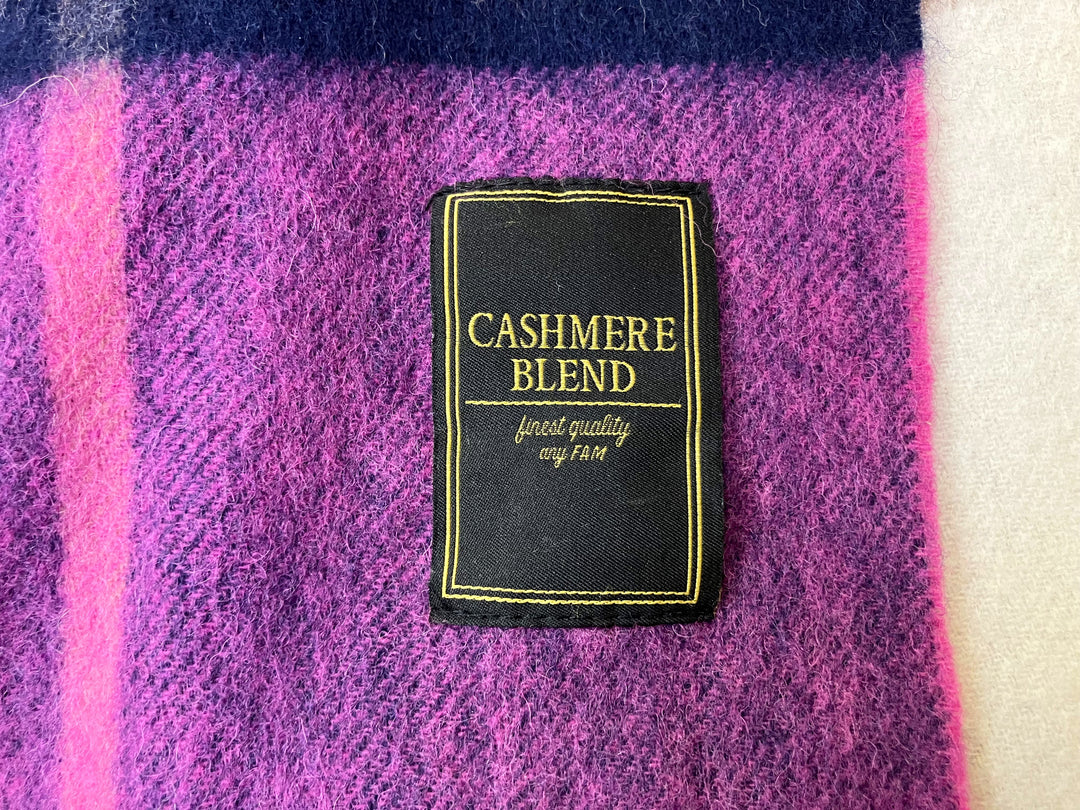 CASHMERE
BLEND
finest quality
any FAM